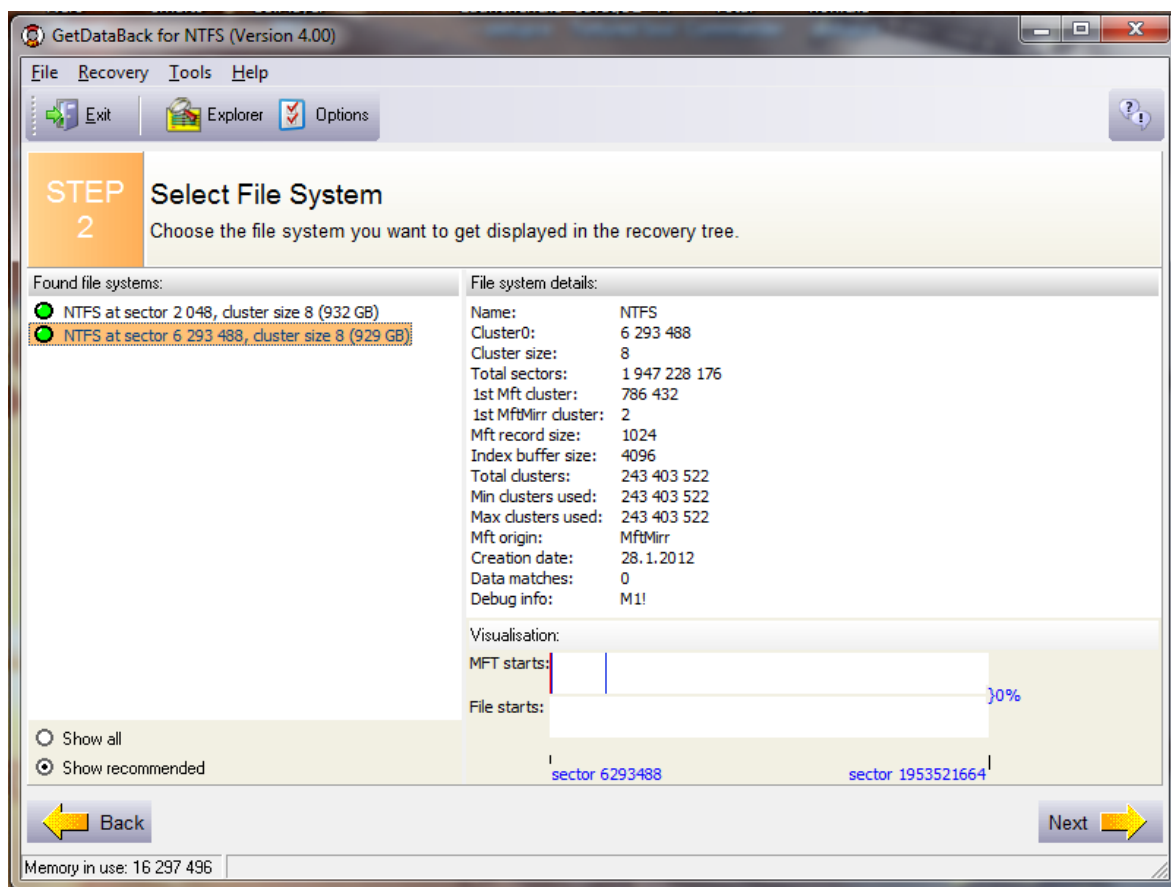 GetDataBack for NTFS (Version 4.00)
File Recovery Tools Help
Exit Explorer Options
STEP 2
Select File System
Choose the file system you want to get displayed in the recovery tree.
Found file systems:
NTFS at sector 2 048, cluster size 8 (932 GB)
NTFS at sector 6 293 488, cluster size 8 (929 GB)
Show all
Show recommended
File system details:
Name: NTFS
Cluster0: 6 293 488
Cluster size: 8
Total sectors: 1 947 228 176
1st Mft cluster: 786 432
1st MftMirr cluster: 2
Mft record size: 1024
Index buffer size: 4096
Total clusters: 243 403 522
Min clusters used: 243 403 522
Max clusters used: 243 403 522
Mft origin: MftMirr
Creation date: 28.1.2012
Data matches: 0
Debug info: M1!
Visualisation:
MFT starts:
}0%
File starts:
sector 6293488 sector 1953521664
Back Next
Memory in use: 16 297 496